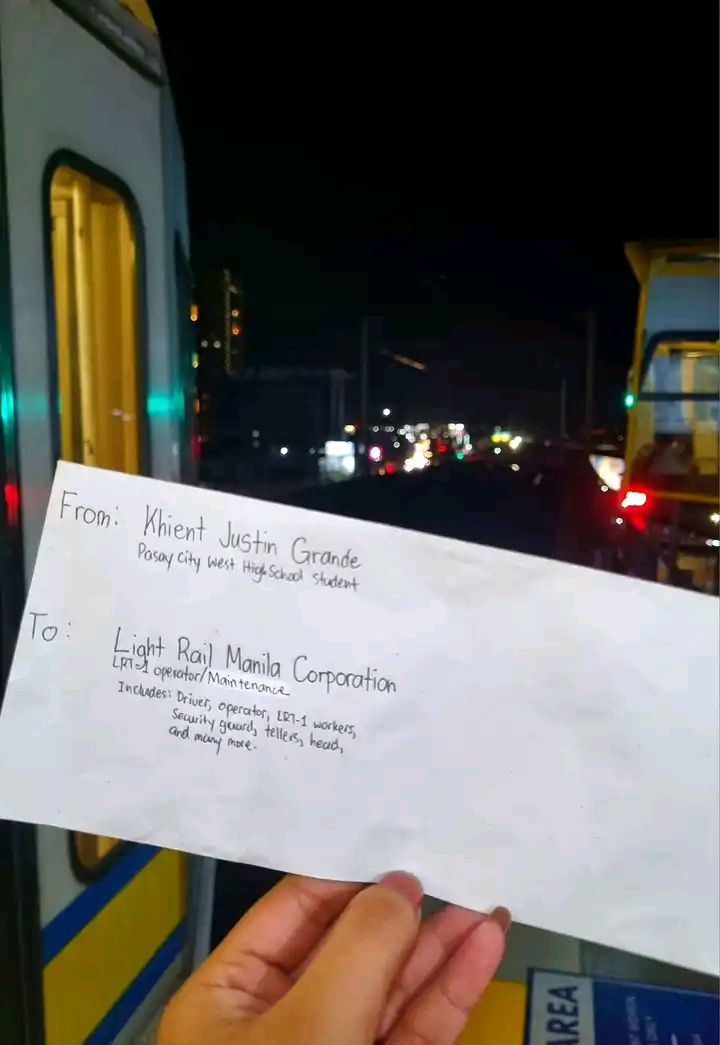 From: Khient Justin Grande
Pasay City West High School Student
To: Light Rail Manila Corporation
LRT-1 operator/Maintenance
Includes: Driver, operator, LRT-1 workers,
Security guard, tellers, head,
and many more.
AREA